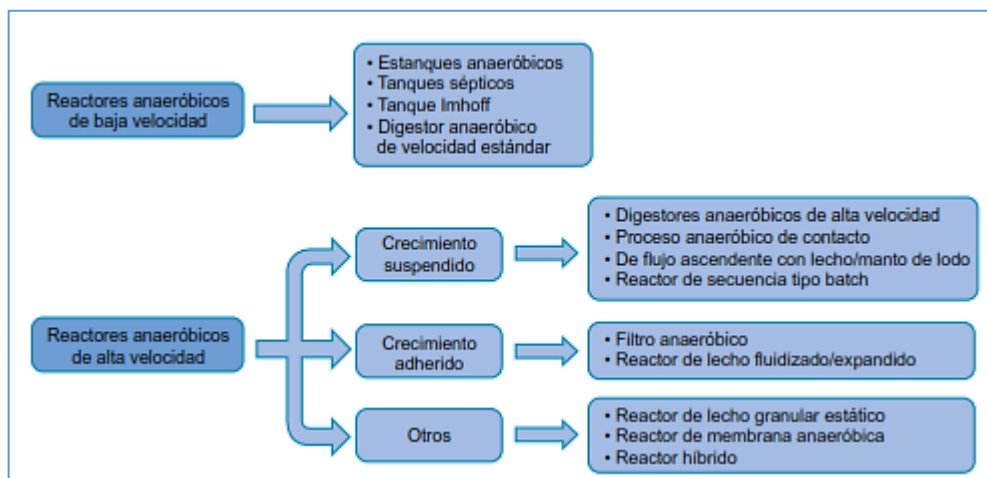 Reactores anaeróbicos
de baja velocidad
• Estanques anaeróbicos
• Tanques sépticos
• Tanque Imhoff
• Digestor anaeróbico
de velocidad estándar
Reactores anaeróbicos
de alta velocidad
Crecimiento
suspendido
• Digestores anaeróbicos de alta velocidad
• Proceso anaeróbico de contacto
• De flujo ascendente con lecho/manto de lodo
• Reactor de secuencia tipo batch
Crecimiento
adherido
• Filtro anaeróbico
• Reactor de lecho fluidizado/expandido
Otros
• Reactor de lecho granular estático
• Reactor de membrana anaeróbica
• Reactor híbrido